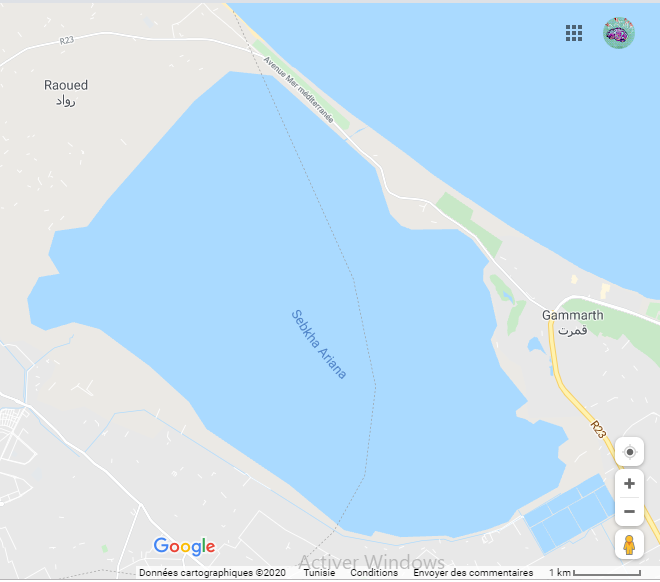 R23
Raoued
رواد
Avenue Mer méditerranée
Sebkha Ariana
Gammarth
قمرت
R23
Google
Activer Windows
Données cartographiques ©2020 Tunisie Conditions Envoyer des commentaires 1 km